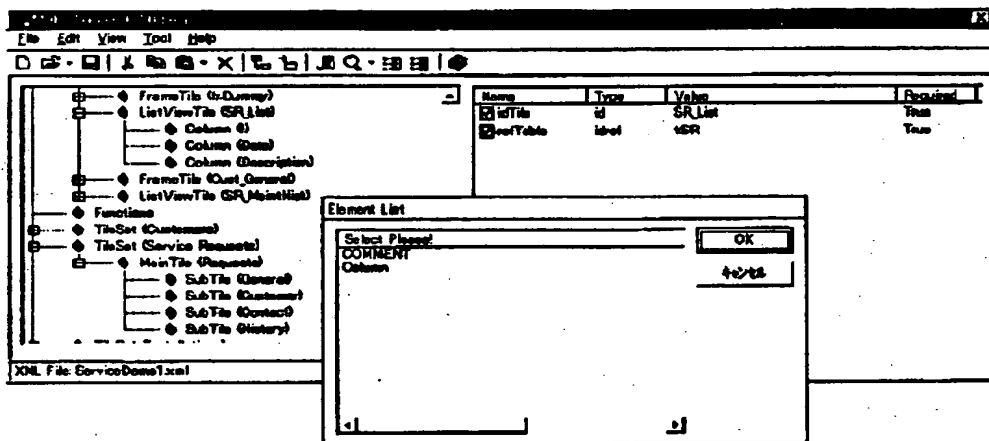 File Edit View Tool Help
FrameTile (t-Dummy)
ListViewTile (SR_List)
Column (I)
Column (Date)
Column (Description)
FrameTile (Cust_General)
ListViewTile (SR_MaintHist)
Functions
TileSet (Customers)
TileSet (Service Requests)
MainTile (Requests)
SubTile (General)
SubTile (Customer)
SubTile (Contact)
SubTile (History)
XML File: ServiceDemo1.xml
Name Type Value Required
idTile id SR_List True
refTable idref tSR True
Element List
Select Please!
COMMENT
Column
OK
キャンセル